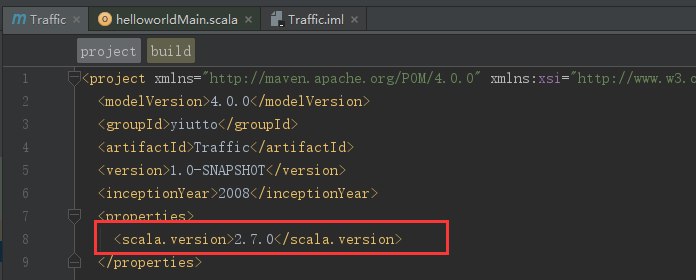 Traffic helloworldMain.scala Traffic.iml
project build
1 <project xmlns="http://maven.apache.org/POM/4.0.0" xmlns:xsi="http://www.w3.o
2 <modelVersion>4.0.0</modelVersion>
3 <groupId>yiutto</groupId>
4 <artifactId>Traffic</artifactId>
5 <version>1.0-SNAPSHOT</version>
6 <inceptionYear>2008</inceptionYear>
7 <properties>
8 <scala.version>2.7.0</scala.version>
9 </properties>